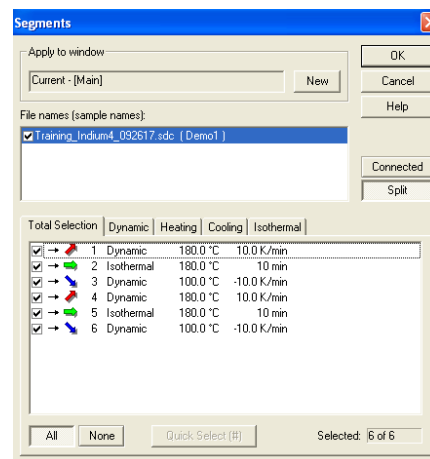 Segments
Apply to window
Current - [Main]
New
OK
Cancel
Help
File names (sample names):
Training_Indium4_092617.sdc ( Demo1 )
Connected
Split
Total Selection Dynamic Heating Cooling Isothermal
1 Dynamic 180.0 °C 10.0 K/min
2 Isothermal 180.0 °C 10 min
3 Dynamic 100.0 °C -10.0 K/min
4 Dynamic 180.0 °C 10.0 K/min
5 Isothermal 180.0 °C 10 min
6 Dynamic 100.0 °C -10.0 K/min
All None Quick Select (#) Selected: 6 of 6